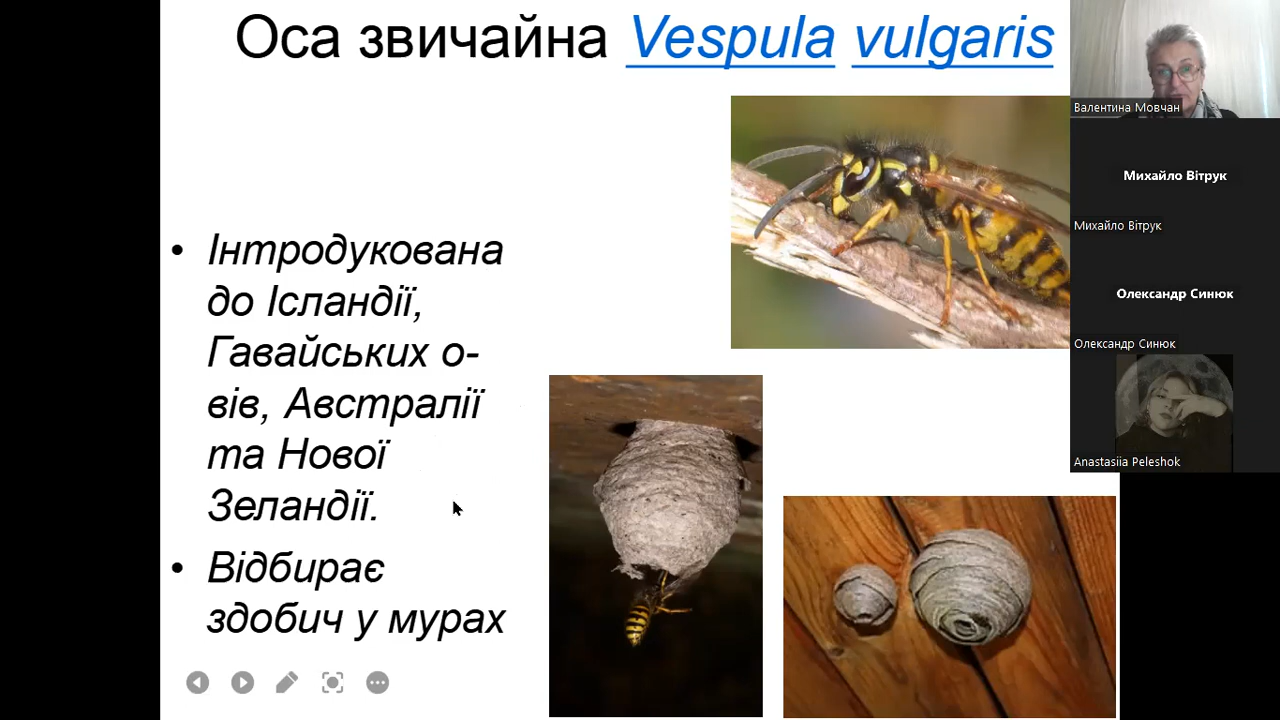 Оса звичайна Vespula vulgaris
• Інтродукована
до Ісландії,
Гавайських о-
вів, Австралії
та Нової
Зеландії.
• Відбирає
здобич у мурах
Валентина Мовчан
Михайло Вітрук
Михайло Вітрук
Олександр Синюк
Олександр Синюк
Anastasiia Peleshok